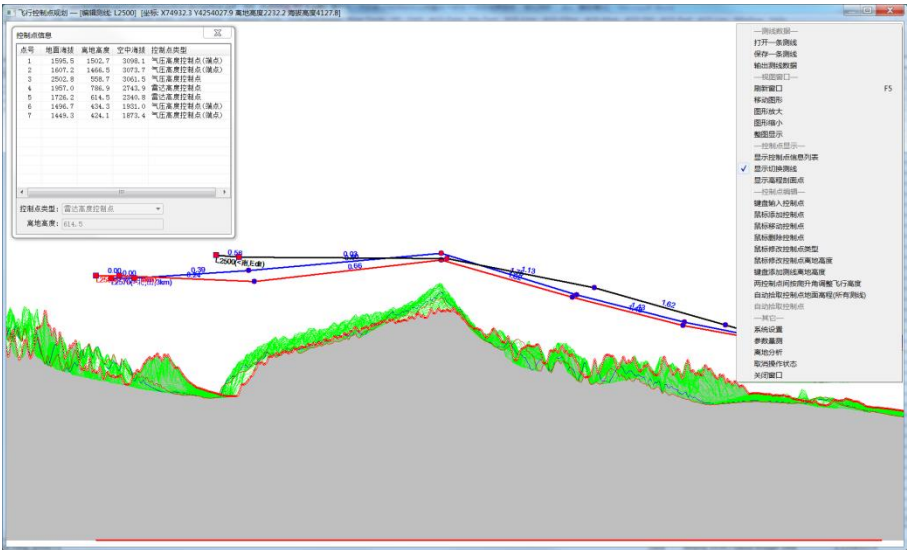 飞行控制点规划 — [编辑测线: L2500] [坐标: X74932.3 Y4254027.9 离地高度2232.2 海拔高度4127.8]
控制点信息
点号 地面海拔 离地高度 空中海拔 控制点类型
1 1595.5 1502.7 3098.1 气压高度控制点(端点)
2 1607.2 1466.5 3073.7 气压高度控制点(端点)
3 2502.8 558.7 3061.5 气压高度控制点
4 1957.0 786.9 2743.9 雷达高度控制点
5 1726.2 614.5 2340.8 雷达高度控制点
6 1496.7 434.3 1931.0 气压高度控制点(端点)
7 1449.3 424.1 1873.4 气压高度控制点(端点)
控制点类型: 雷达高度控制点
离地高度: 614.5
—测线数据—
打开一条测线
保存一条测线
输出测线数据
—视图窗口—
刷新窗口 F5
移动图形
图形放大
图形缩小
整图显示
—控制点显示—
显示控制点信息列表
显示切换测线
显示高程剖面点
—控制点编辑—
键盘输入控制点
鼠标添加控制点
鼠标移动控制点
鼠标删除控制点
鼠标修改控制点类型
鼠标修改控制点离地高度
键盘添加测线离地高度
两控制点间按爬升角调整飞行高度
自动拾取控制点地面高程(所有测线)
自动拾取控制点
—其它—
系统设置
参数量测
离地分析
取消操作状态
关闭窗口
0.58
0.66
0.39
1.13
1.62